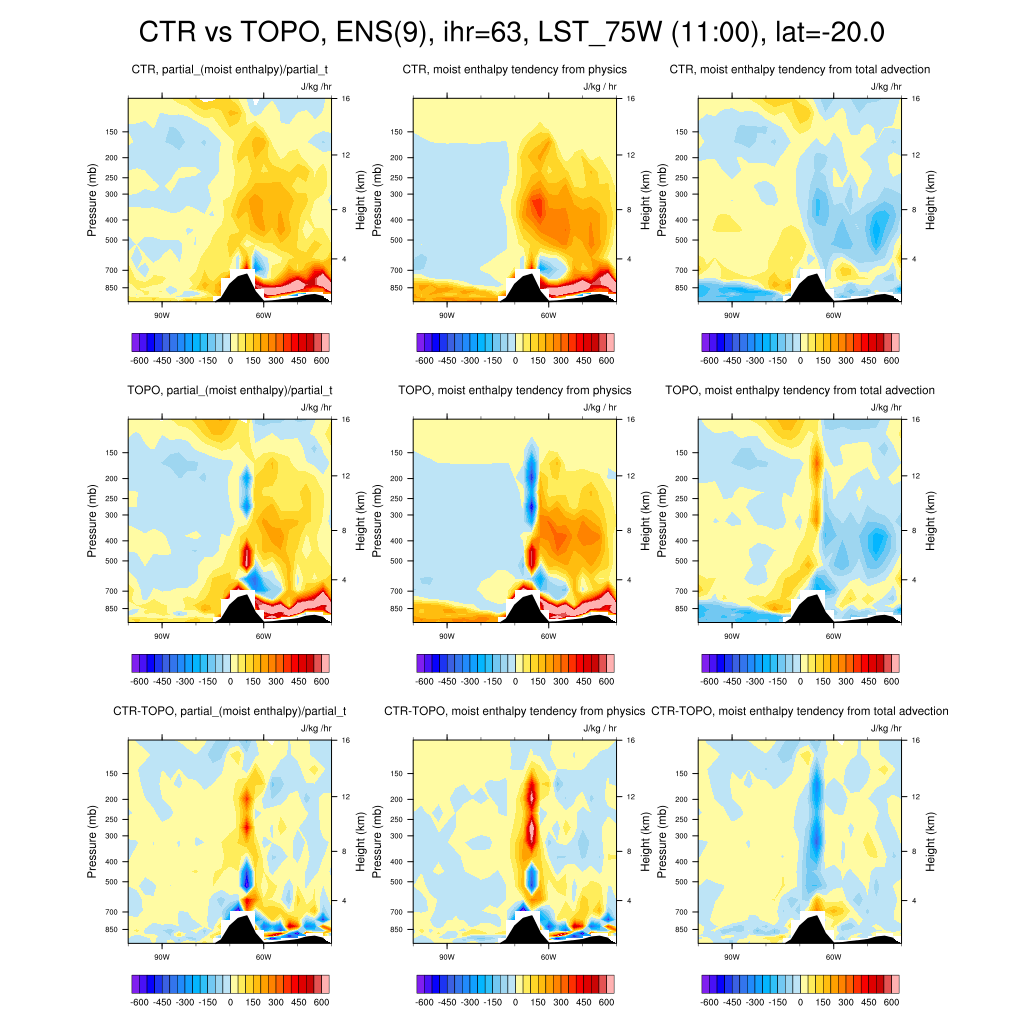 CTR vs TOPO, ENS(9), ihr=63, LST_75W (11:00), lat=-20.0
CTR, partial_(moist enthalpy)/partial_t
CTR, moist enthalpy tendency from physics
CTR, moist enthalpy tendency from total advection
J/kg /hr
J/kg / hr
J/kg /hr
Pressure (mb)
150
200
250
300
400
500
700
850
16
12
8
4
Height (km)
90W
60W
Pressure (mb)
150
200
250
300
400
500
700
850
16
12
8
4
Height (km)
90W
60W
Pressure (mb)
150
200
250
300
400
500
700
850
16
12
8
4
Height (km)
90W
60W
-600 -450 -300 -150 0 150 300 450 600
-600 -450 -300 -150 0 150 300 450 600
-600 -450 -300 -150 0 150 300 450 600
TOPO, partial_(moist enthalpy)/partial_t
TOPO, moist enthalpy tendency from physics
TOPO, moist enthalpy tendency from total advection
J/kg /hr
J/kg / hr
J/kg /hr
Pressure (mb)
150
200
250
300
400
500
700
850
16
12
8
4
Height (km)
90W
60W
Pressure (mb)
150
200
250
300
400
500
700
850
16
12
8
4
Height (km)
90W
60W
Pressure (mb)
150
200
250
300
400
500
700
850
16
12
8
4
Height (km)
90W
60W
-600 -450 -300 -150 0 150 300 450 600
-600 -450 -300 -150 0 150 300 450 600
-600 -450 -300 -150 0 150 300 450 600
CTR-TOPO, partial_(moist enthalpy)/partial_t
CTR-TOPO, moist enthalpy tendency from physics
CTR-TOPO, moist enthalpy tendency from total advection
J/kg /hr
J/kg / hr
J/kg /hr
Pressure (mb)
150
200
250
300
400
500
700
850
16
12
8
4
Height (km)
90W
60W
Pressure (mb)
150
200
250
300
400
500
700
850
16
12
8
4
Height (km)
90W
60W
Pressure (mb)
150
200
250
300
400
500
700
850
16
12
8
4
Height (km)
90W
60W
-600 -450 -300 -150 0 150 300 450 600
-600 -450 -300 -150 0 150 300 450 600
-600 -450 -300 -150 0 150 300 450 600